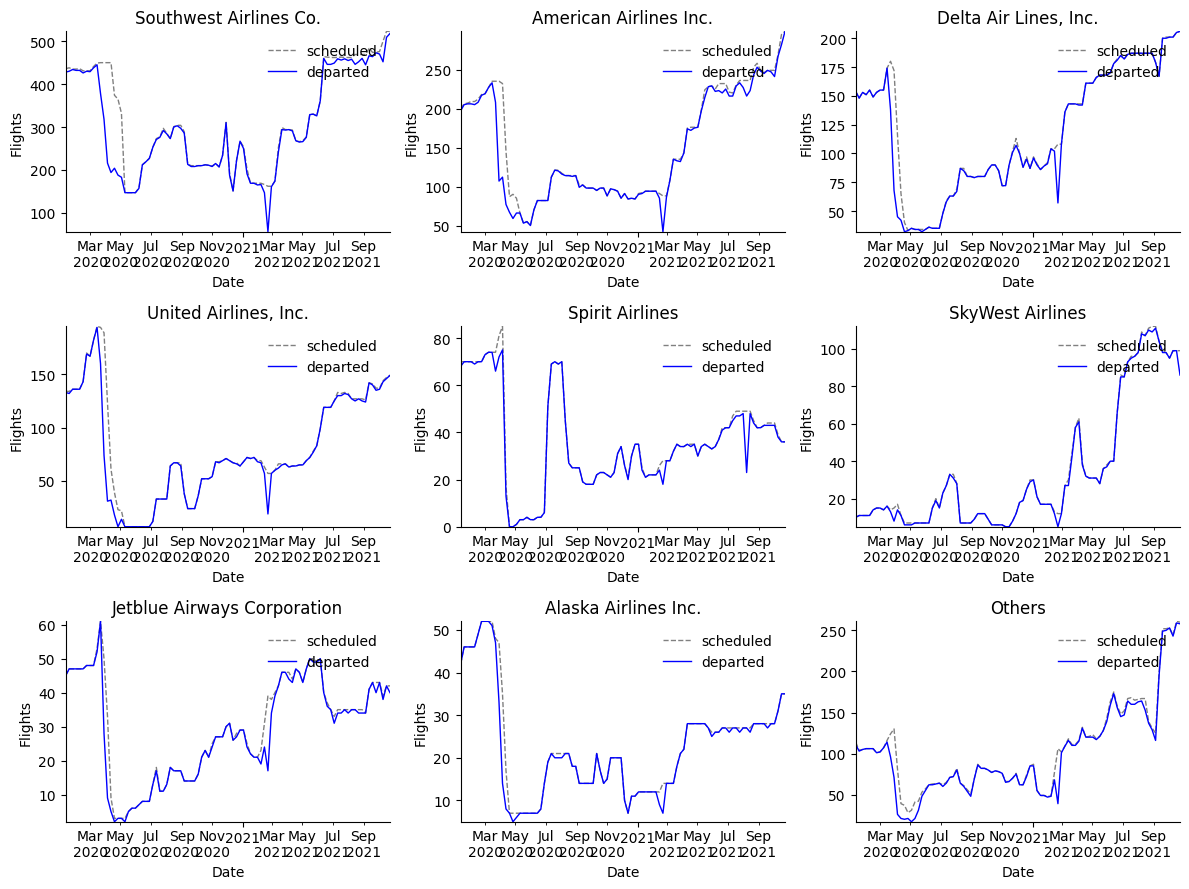 Southwest Airlines Co.
500
400
300
200
100
Flights
scheduled
departed
Mar May Jul Sep Nov 2021 Mar May Jul Sep
2020 2020 2020 2020 2020 2021 2021 2021 2021
Date
American Airlines Inc.
250
200
150
100
50
Flights
scheduled
departed
Mar May Jul Sep Nov 2021 Mar May Jul Sep
2020 2020 2020 2020 2020 2021 2021 2021 2021
Date
Delta Air Lines, Inc.
200
175
150
125
100
75
50
Flights
scheduled
departed
Mar May Jul Sep Nov 2021 Mar May Jul Sep
2020 2020 2020 2020 2020 2021 2021 2021 2021
Date
United Airlines, Inc.
150
100
50
Flights
scheduled
departed
Mar May Jul Sep Nov 2021 Mar May Jul Sep
2020 2020 2020 2020 2020 2021 2021 2021 2021
Date
Spirit Airlines
80
60
40
20
0
Flights
scheduled
departed
Mar May Jul Sep Nov 2021 Mar May Jul Sep
2020 2020 2020 2020 2020 2021 2021 2021 2021
Date
SkyWest Airlines
100
80
60
40
20
Flights
scheduled
departed
Mar May Jul Sep Nov 2021 Mar May Jul Sep
2020 2020 2020 2020 2020 2021 2021 2021 2021
Date
Jetblue Airways Corporation
60
50
40
30
20
10
Flights
scheduled
departed
Mar May Jul Sep Nov 2021 Mar May Jul Sep
2020 2020 2020 2020 2020 2021 2021 2021 2021
Date
Alaska Airlines Inc.
50
40
30
20
10
Flights
scheduled
departed
Mar May Jul Sep Nov 2021 Mar May Jul Sep
2020 2020 2020 2020 2020 2021 2021 2021 2021
Date
Others
250
200
150
100
50
Flights
scheduled
departed
Mar May Jul Sep Nov 2021 Mar May Jul Sep
2020 2020 2020 2020 2020 2021 2021 2021 2021
Date